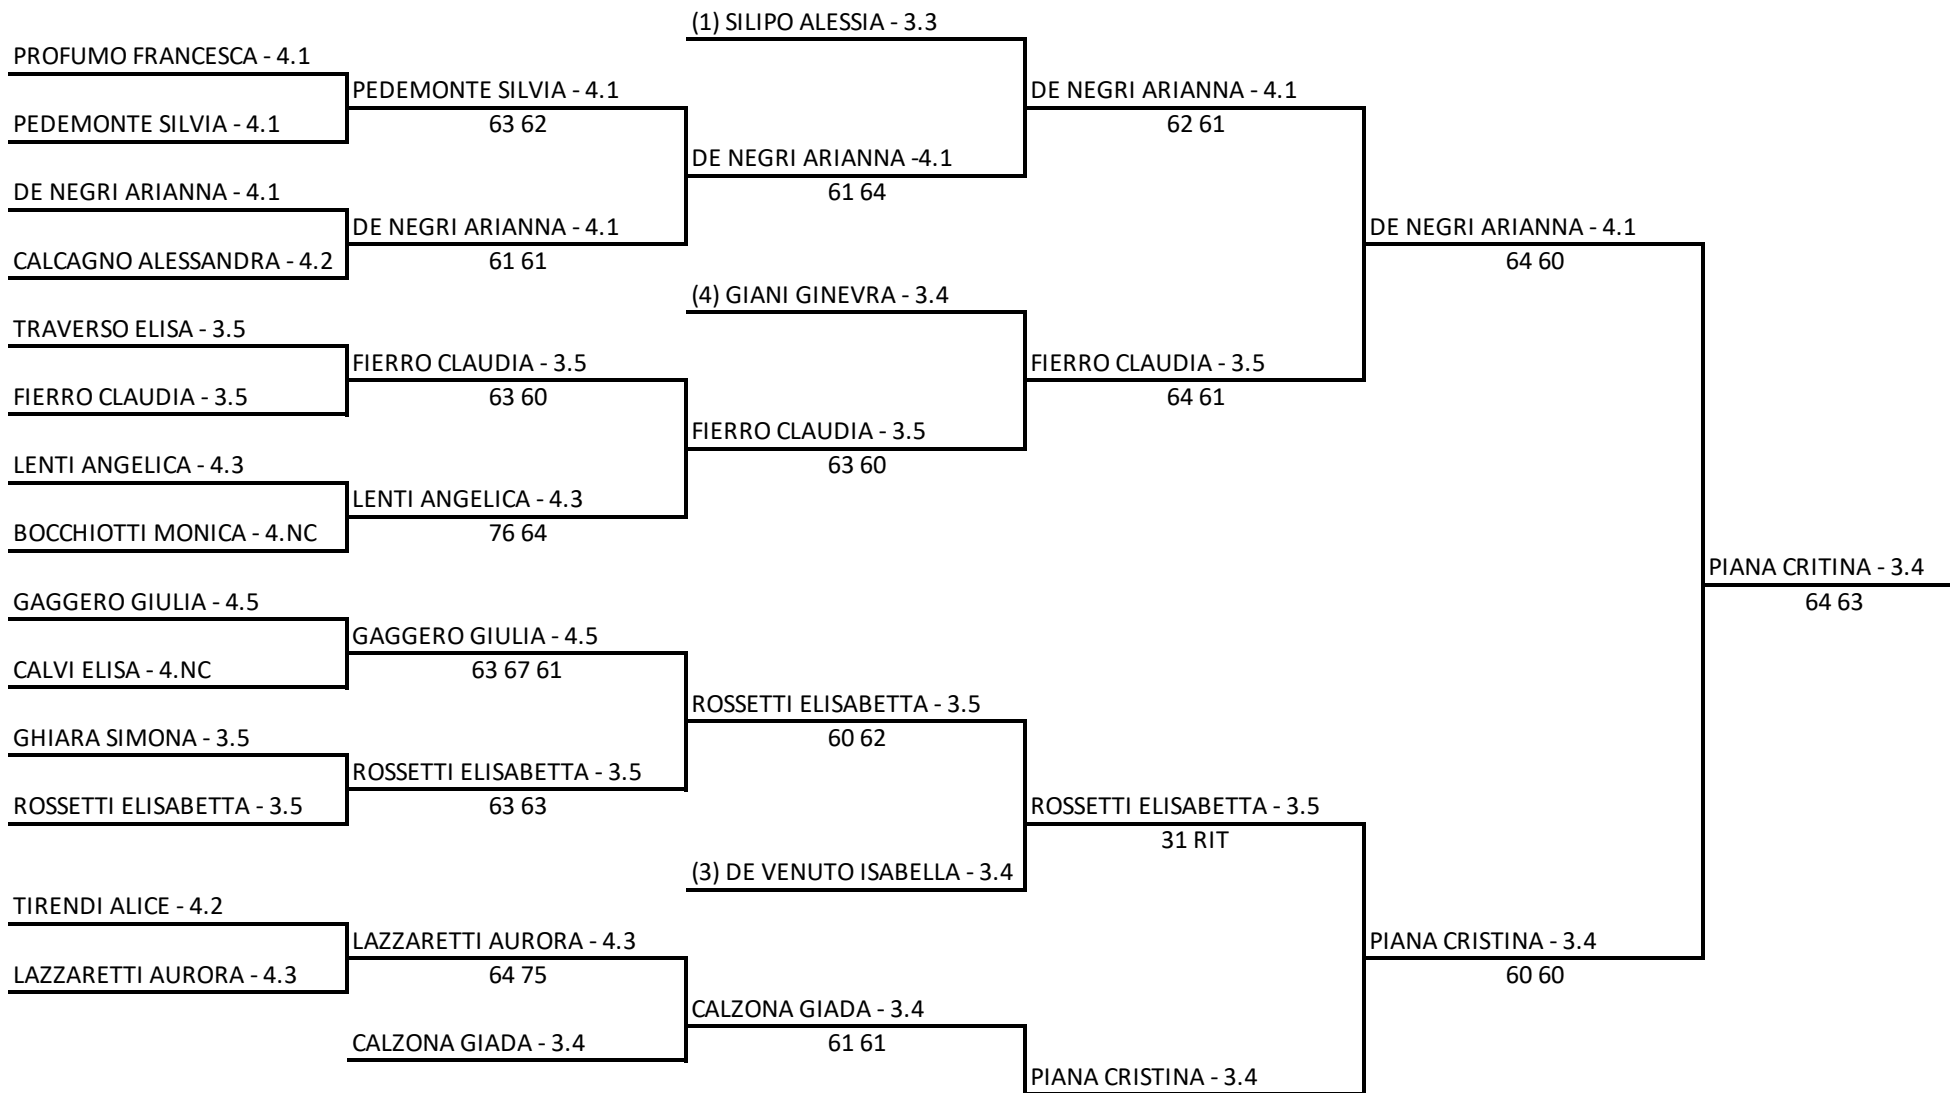 (1) SILIPO ALESSIA - 3.3
PROFUMO FRANCESCA - 4.1
PEDEMONTE SILVIA - 4.1
DE NEGRI ARIANNA - 4.1
PEDEMONTE SILVIA - 4.1
63 62
62 61
DE NEGRI ARIANNA -4.1
DE NEGRI ARIANNA - 4.1
61 64
DE NEGRI ARIANNA - 4.1
DE NEGRI ARIANNA - 4.1
CALCAGNO ALESSANDRA - 4.2
61 61
64 60
(4) GIANI GINEVRA - 3.4
TRAVERSO ELISA - 3.5
FIERRO CLAUDIA - 3.5
FIERRO CLAUDIA - 3.5
FIERRO CLAUDIA - 3.5
63 60
64 61
FIERRO CLAUDIA - 3.5
LENTI ANGELICA - 4.3
63 60
LENTI ANGELICA - 4.3
BOCCHIOTTI MONICA - 4.NC
76 64
PIANA CRITINA - 3.4
GAGGERO GIULIA - 4.5
64 63
GAGGERO GIULIA - 4.5
CALVI ELISA - 4.NC
63 67 61
ROSSETTI ELISABETTA - 3.5
GHIARA SIMONA - 3.5
60 62
ROSSETTI ELISABETTA - 3.5
ROSSETTI ELISABETTA - 3.5
63 63
ROSSETTI ELISABETTA - 3.5
31 RIT
(3) DE VENUTO ISABELLA - 3.4
TIRENDI ALICE - 4.2
LAZZARETTI AURORA - 4.3
PIANA CRISTINA - 3.4
LAZZARETTI AURORA - 4.3
64 75
60 60
CALZONA GIADA - 3.4
CALZONA GIADA - 3.4
61 61
PIANA CRISTINA - 3.4